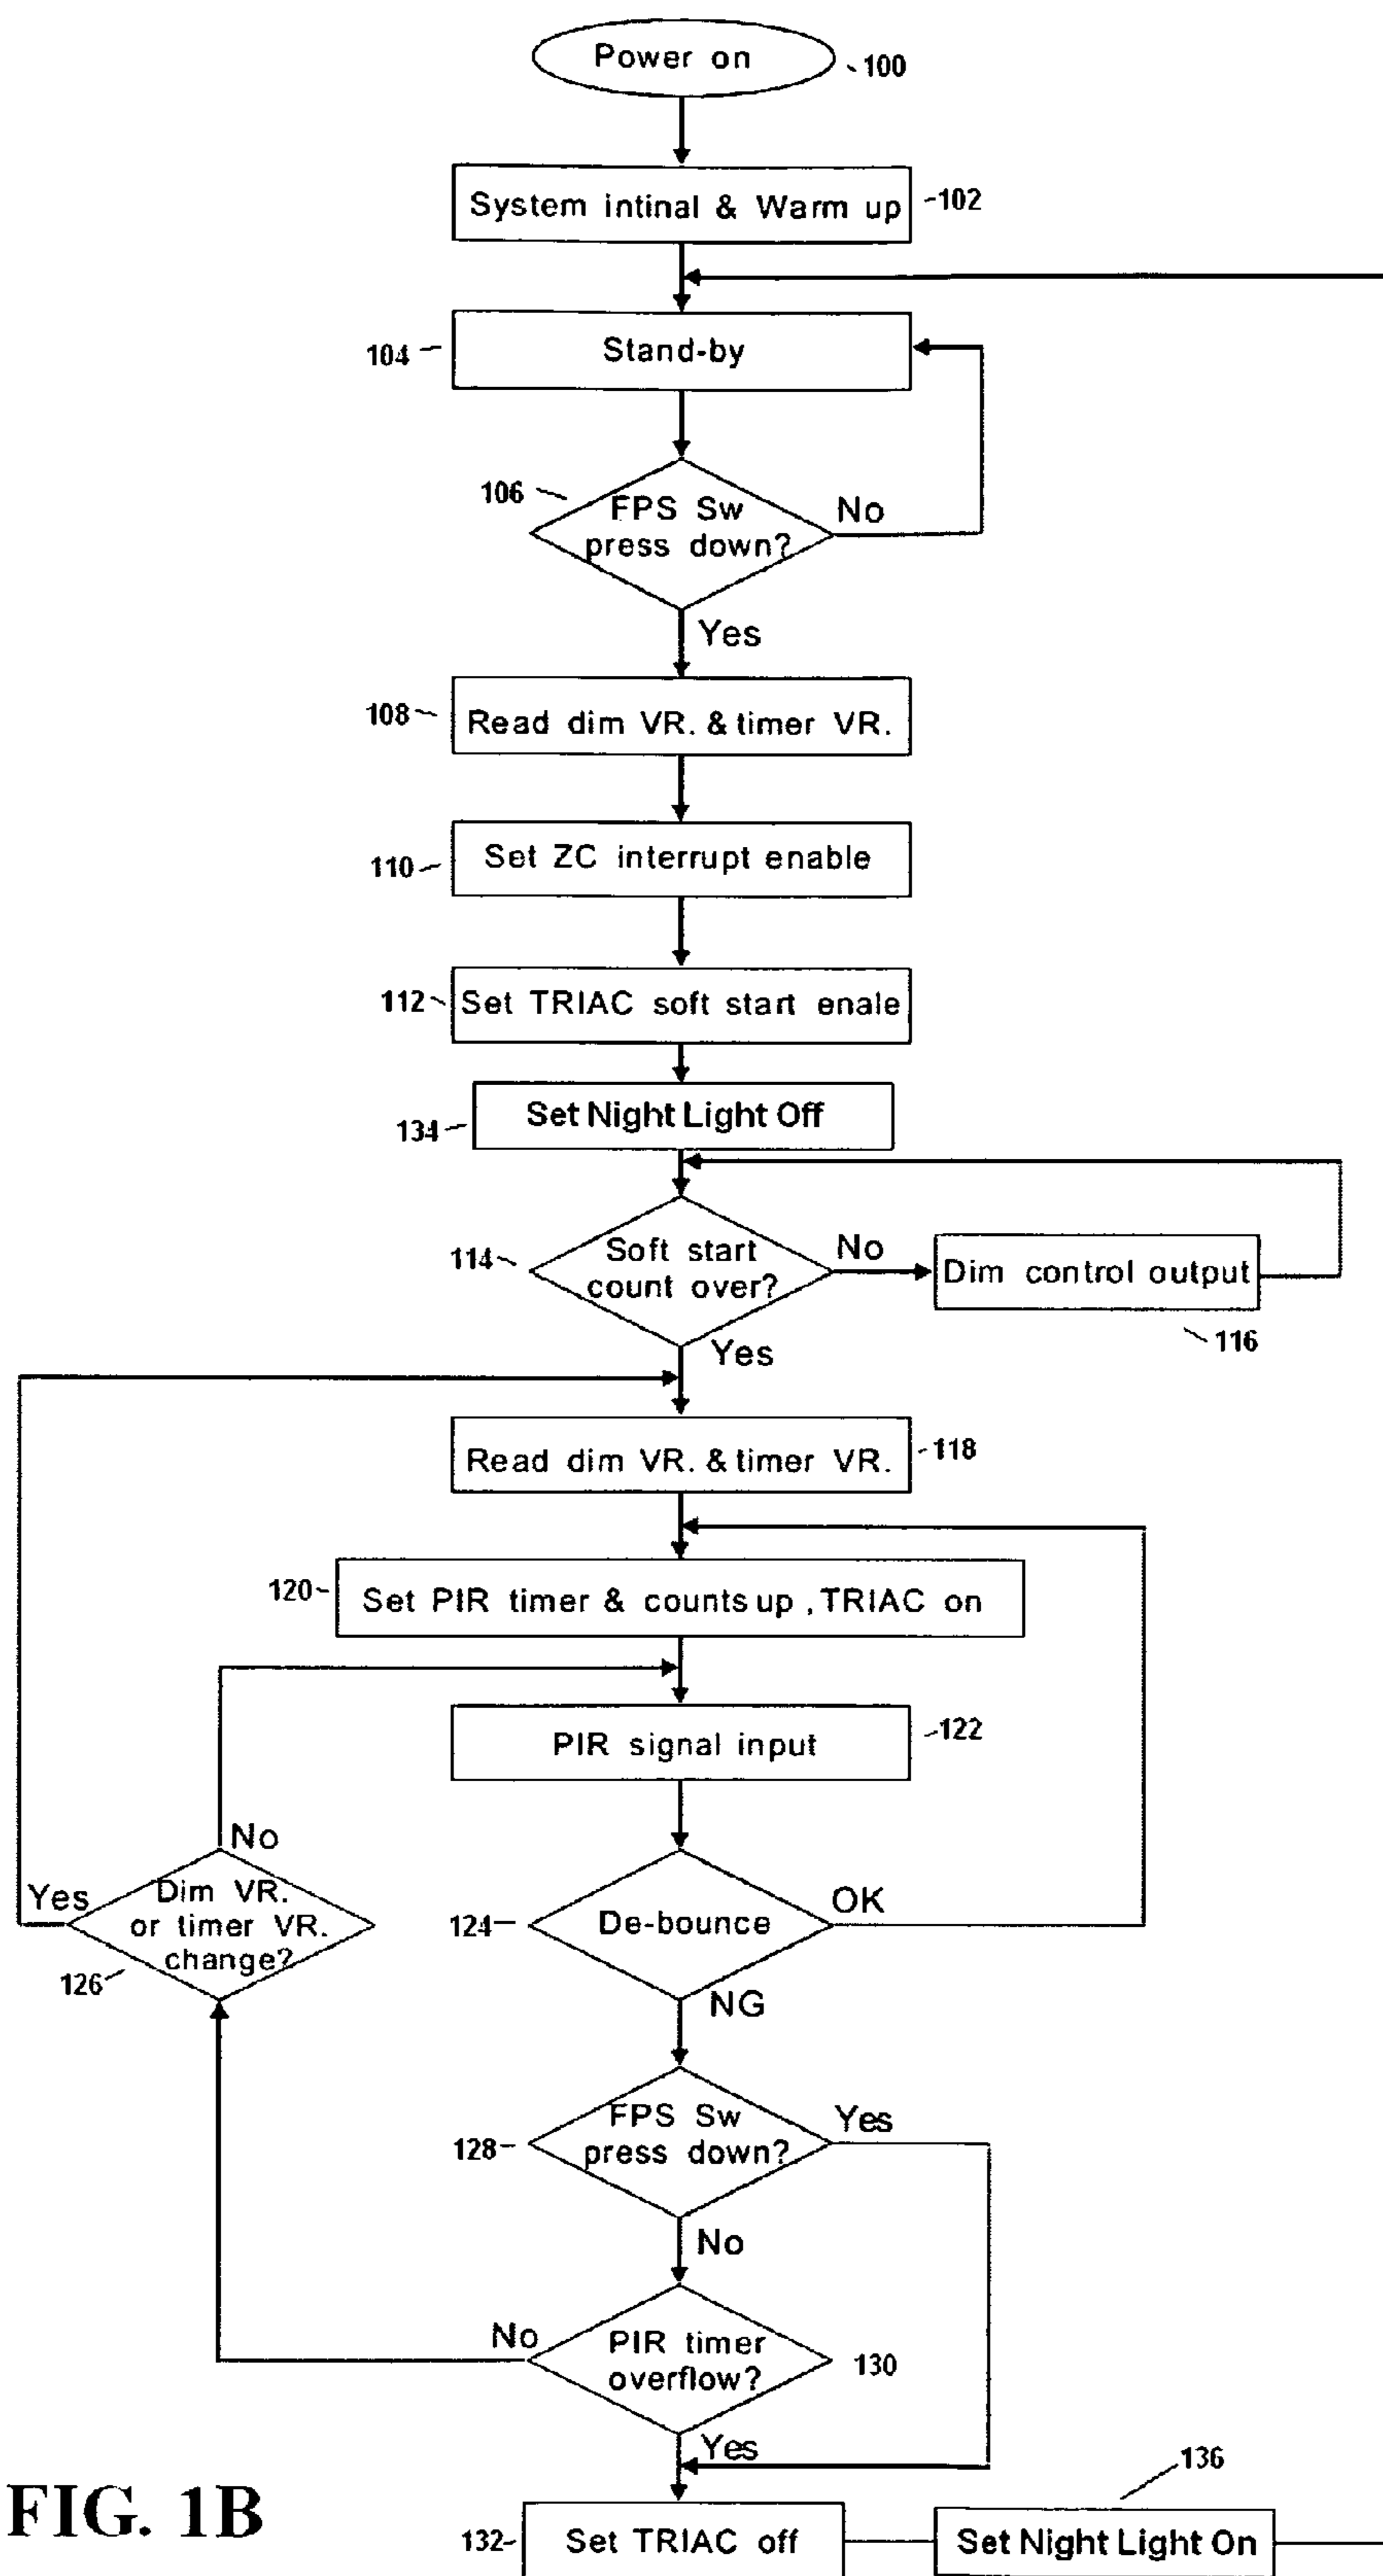 Power on
100
System intinal & Warm up
102
104
Stand-by
106
FPS Sw
press down?
No
Yes
108
Read dim VR. & timer VR.
110
Set ZC interrupt enable
112
Set TRIAC soft start enale
134
Set Night Light Off
114
Soft start
count over?
No
Dim control output
116
Yes
Read dim VR. & timer VR.
118
120
Set PIR timer & counts up , TRIAC on
PIR signal input
122
No
Yes
Dim VR.
or timer VR.
change?
126
124
De-bounce
OK
NG
128
FPS Sw
press down?
Yes
No
No
PIR timer
overflow?
130
Yes
136
FIG. 1B
132
Set TRIAC off
Set Night Light On